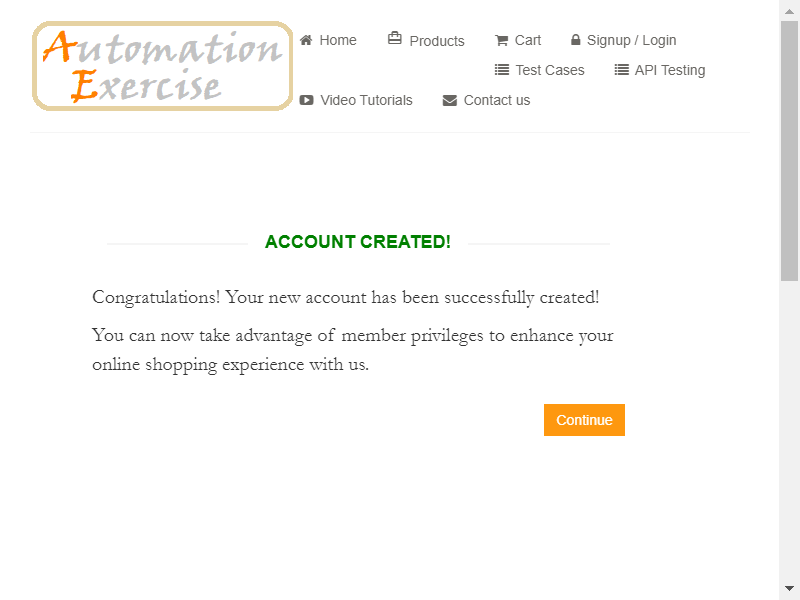 Automation
Exercise
Home
Products
Cart
Signup / Login
Test Cases
API Testing
Video Tutorials
Contact us
ACCOUNT CREATED!
Congratulations! Your new account has been successfully created!
You can now take advantage of member privileges to enhance your
online shopping experience with us.
Continue